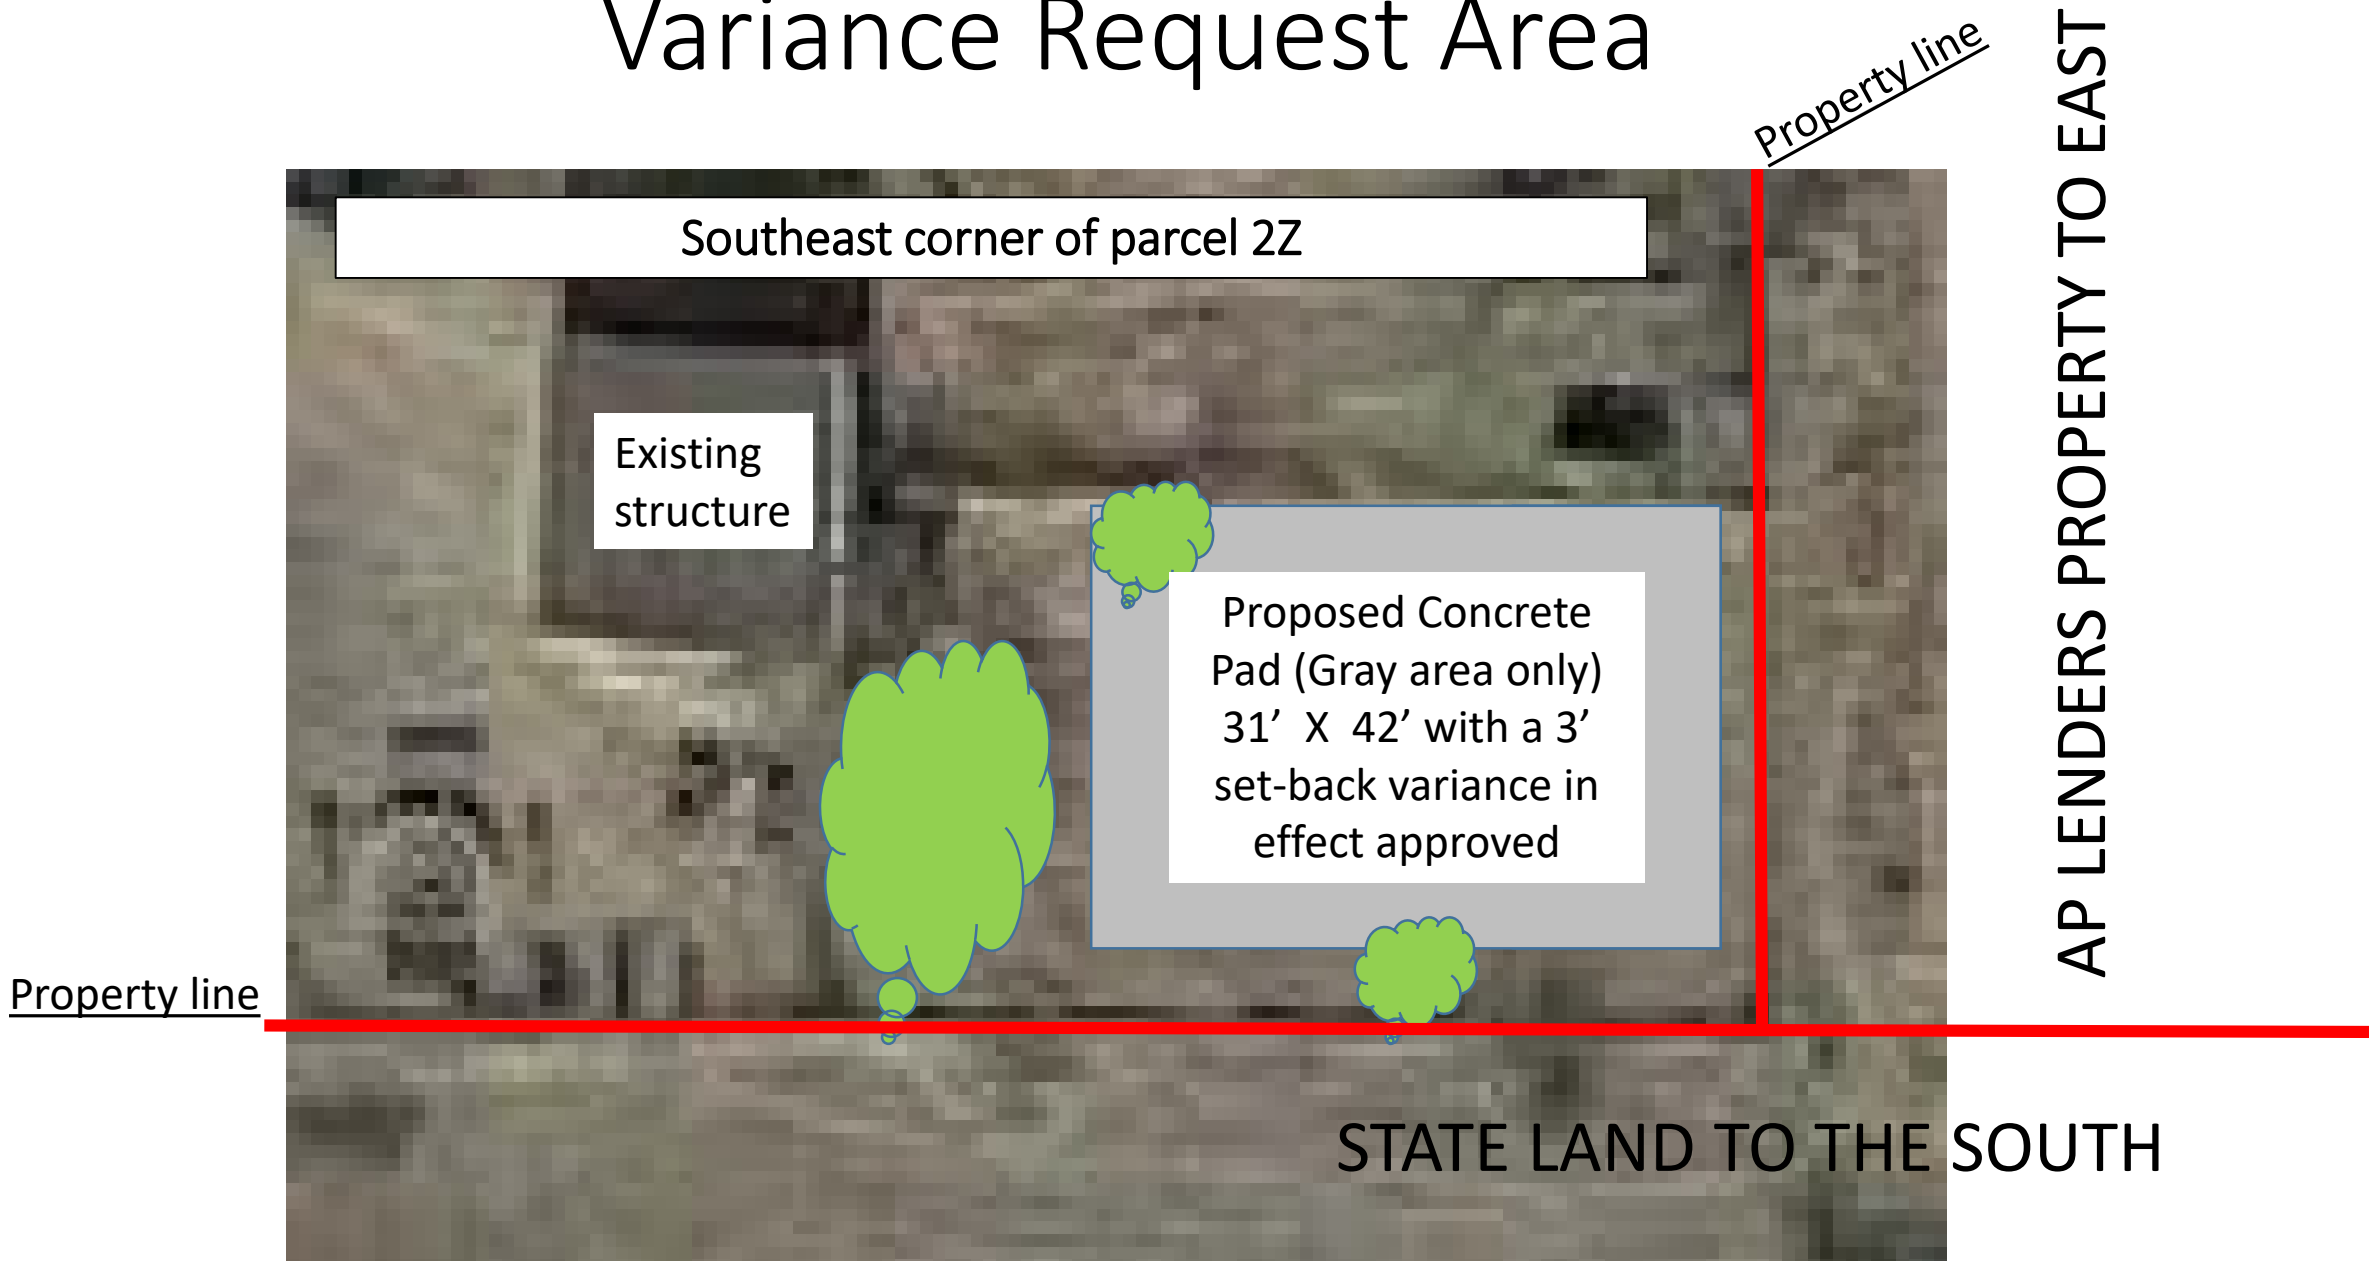 Variance Request Area
Property line
AP LENDERS PROPERTY TO EAST
Southeast corner of parcel 2Z
Existing
structure
Proposed Concrete
Pad (Gray area only)
31’ X 42’ with a 3’
set-back variance in
effect approved
Property line
STATE LAND TO THE SOUTH